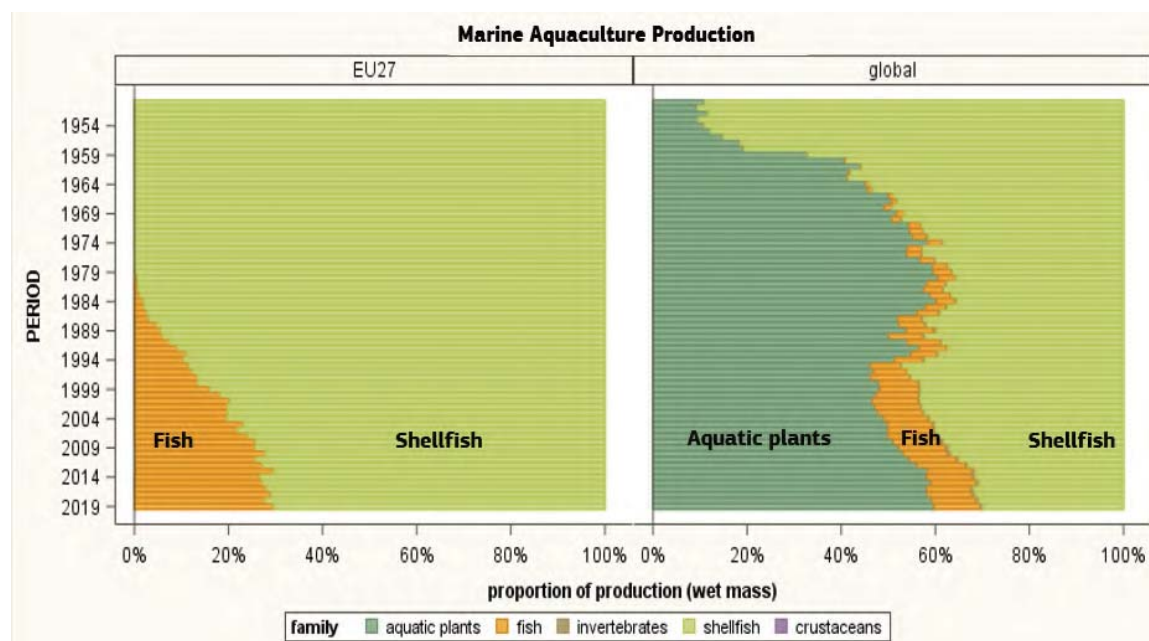 Marine Aquaculture Production
EU27 global
PERIOD
1954
1959
1964
1969
1974
1979
1984
1989
1994
1999
2004
2009
2014
2019
Fish Shellfish Aquatic plants Fish Shellfish
0% 20% 40% 60% 80% 100% 0% 20% 40% 60% 80% 100%
proportion of production (wet mass)
family aquatic plants fish invertebrates shellfish crustaceans